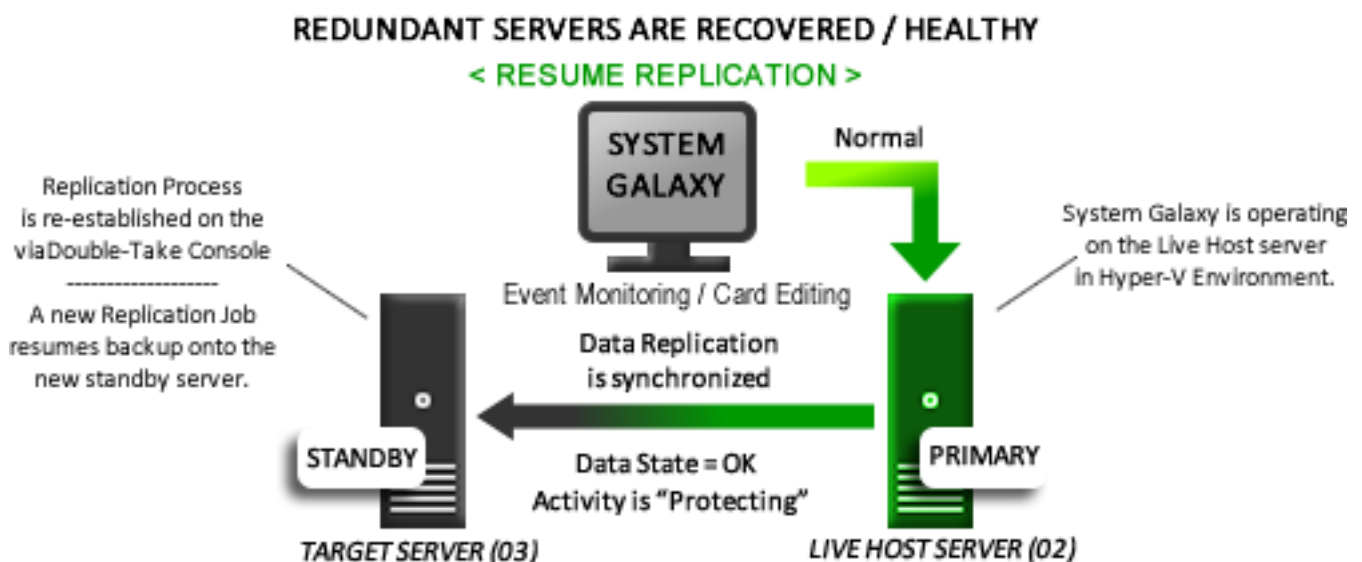 REDUNDANT SERVERS ARE RECOVERED / HEALTHY
< RESUME REPLICATION >
SYSTEM
GALAXY
Normal
Replication Process
is re-established on the
viaDouble-Take Console
--------------------
A new Replication Job
resumes backup onto the
new standby server.
System Galaxy is operating
on the Live Host server
in Hyper-V Environment.
Event Monitoring / Card Editing
Data Replication
is synchronized
STANDBY
PRIMARY
Data State = OK
Activity is “Protecting”
TARGET SERVER (03)
LIVE HOST SERVER (02)